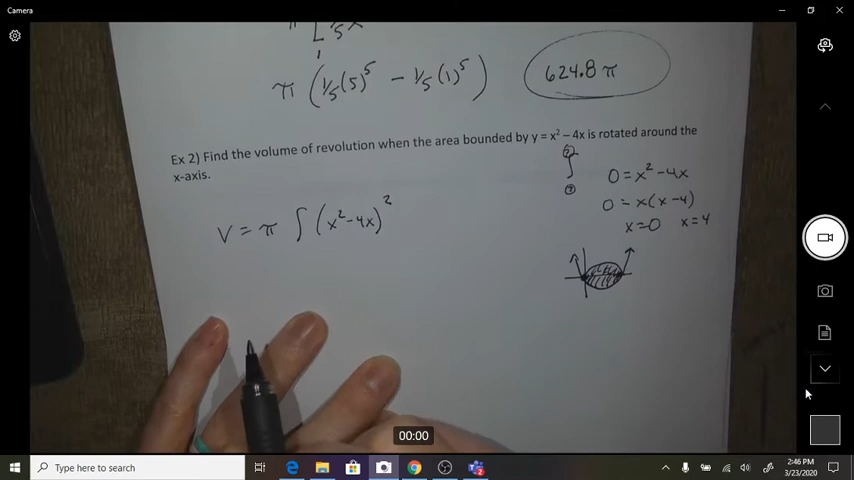 Camera
π (1/5(5)^5 − 1/5(1)^5)
624.8 π
Ex 2) Find the volume of revolution when the area bounded by y = x² – 4x is rotated around the
x-axis.
0 = x² − 4x
0 = x(x−4)
x=0 x=4
V = π ∫ (x²−4x)²
00:00
Type here to search
2:46 PM
3/23/2020